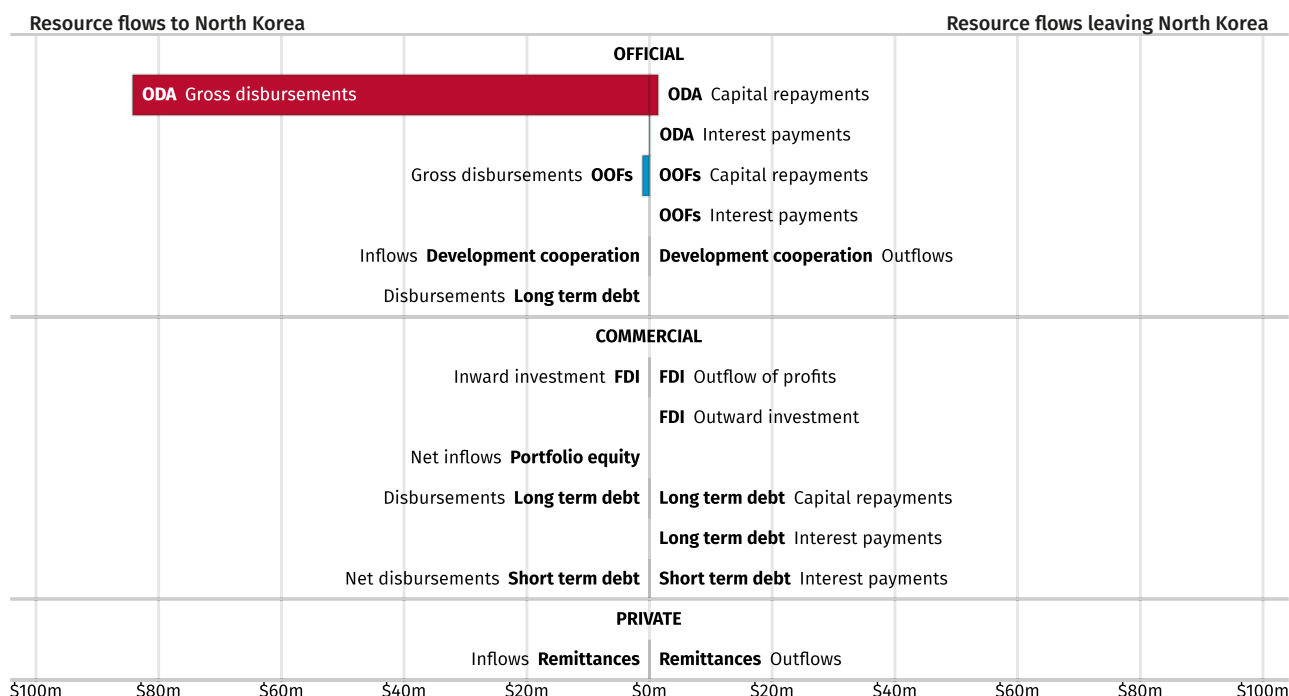 Resource flows to North Korea Resource flows leaving North Korea
OFFICIAL
ODA Gross disbursements ODA Capital repayments
ODA Interest payments
Gross disbursements OOFs OOFs Capital repayments
OOFs Interest payments
Inflows Development cooperation Development cooperation Outflows
Disbursements Long term debt
COMMERCIAL
Inward investment FDI FDI Outflow of profits
FDI Outward investment
Net inflows Portfolio equity
Disbursements Long term debt Long term debt Capital repayments
Long term debt Interest payments
Net disbursements Short term debt Short term debt Interest payments
PRIVATE
Inflows Remittances Remittances Outflows
$100m $80m $60m $40m $20m $0m $20m $40m $60m $80m $100m